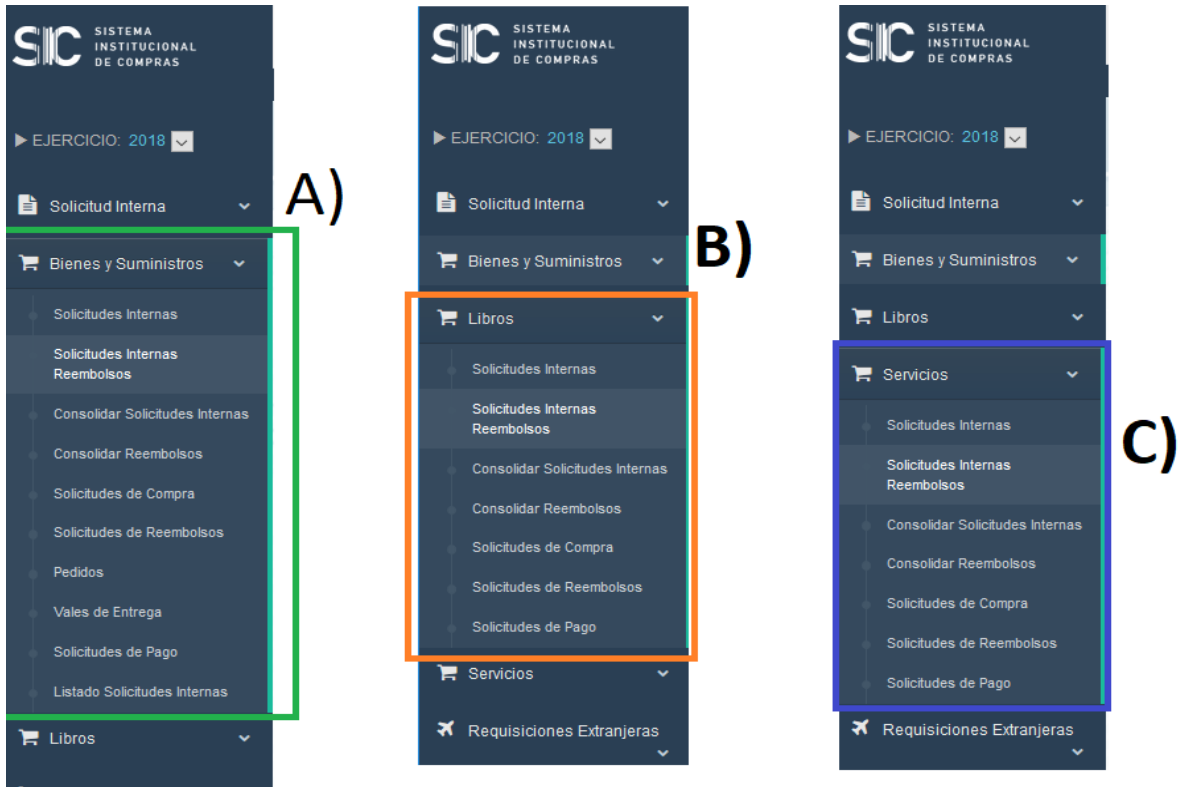 SIC SISTEMA
INSTITUCIONAL
DE COMPRAS
EJERCICIO: 2018
Solicitud Interna
A)
Bienes y Suministros
Solicitudes Internas
Solicitudes Internas
Reembolsos
Consolidar Solicitudes Internas
Consolidar Reembolsos
Solicitudes de Compra
Solicitudes de Reembolsos
Pedidos
Vales de Entrega
Solicitudes de Pago
Listado Solicitudes Internas
Libros
SIC SISTEMA
INSTITUCIONAL
DE COMPRAS
EJERCICIO: 2018
Solicitud Interna
Bienes y Suministros
B)
Libros
Solicitudes Internas
Solicitudes Internas
Reembolsos
Consolidar Solicitudes Internas
Consolidar Reembolsos
Solicitudes de Compra
Solicitudes de Reembolsos
Solicitudes de Pago
Servicios
Requisiciones Extranjeras
SIC SISTEMA
INSTITUCIONAL
DE COMPRAS
EJERCICIO: 2018
Solicitud Interna
Bienes y Suministros
Libros
Servicios
Solicitudes Internas
C)
Solicitudes Internas
Reembolsos
Consolidar Solicitudes Internas
Consolidar Reembolsos
Solicitudes de Compra
Solicitudes de Reembolsos
Solicitudes de Pago
Requisiciones Extranjeras